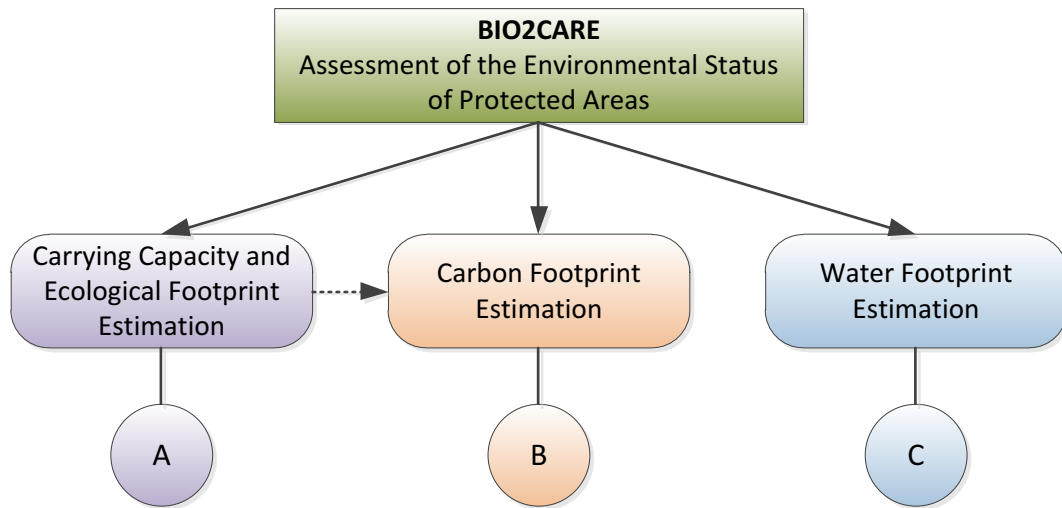 BIO2CARE
Assessment of the Environmental Status
of Protected Areas
Carrying Capacity and
Ecological Footprint
Estimation
Carbon Footprint
Estimation
Water Footprint
Estimation
A
B
C